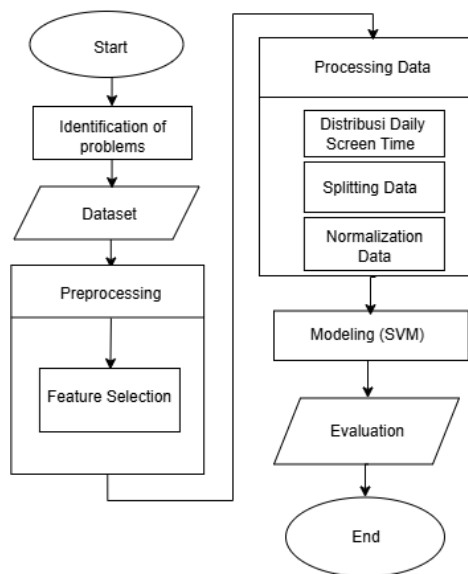 Start
Identification of
problems
Dataset
Preprocessing
Feature Selection
Processing Data
Distribusi Daily
Screen Time
Splitting Data
Normalization
Data
Modeling (SVM)
Evaluation
End